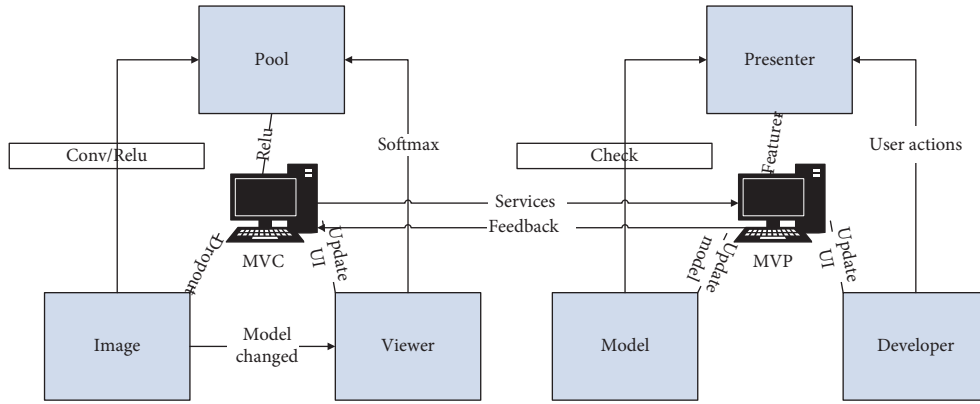 Pool
Presenter
Relu
Softmax
Featurer
User actions
Conv/Relu
Check
Services
Feedback
Dropout
MVC
Update
UI
Update
model
MVP
Update
UI
Image
Model
changed
Viewer
Model
Developer